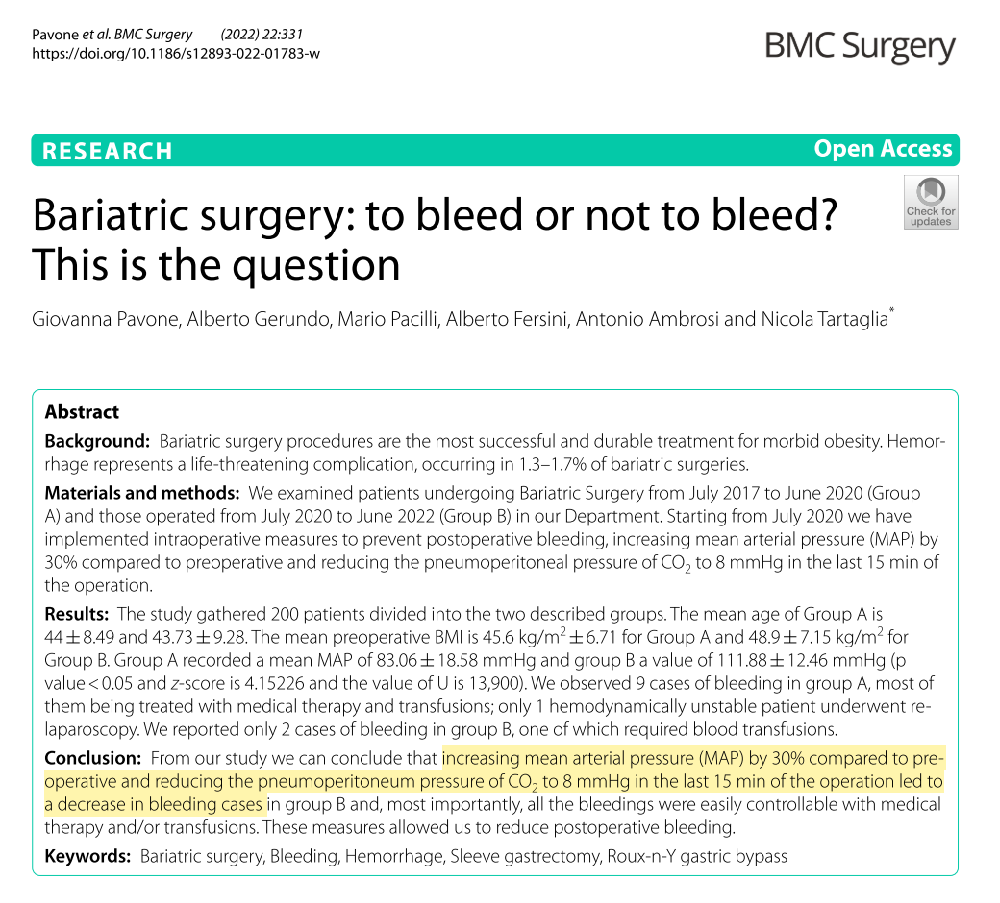 Pavone et al. BMC Surgery (2022) 22:331
https://doi.org/10.1186/s12893-022-01783-w
BMC Surgery
RESEARCH
Open Access
Check for
updates
Bariatric surgery: to bleed or not to bleed?
This is the question
Giovanna Pavone, Alberto Gerundo, Mario Pacilli, Alberto Fersini, Antonio Ambrosi and Nicola Tartaglia*
Abstract
Background: Bariatric surgery procedures are the most successful and durable treatment for morbid obesity. Hemor-
rhage represents a life-threatening complication, occurring in 1.3–1.7% of bariatric surgeries.
Materials and methods: We examined patients undergoing Bariatric Surgery from July 2017 to June 2020 (Group
A) and those operated from July 2020 to June 2022 (Group B) in our Department. Starting from July 2020 we have
implemented intraoperative measures to prevent postoperative bleeding, increasing mean arterial pressure (MAP) by
30% compared to preoperative and reducing the pneumoperitoneal pressure of CO₂ to 8 mmHg in the last 15 min of
the operation.
Results: The study gathered 200 patients divided into the two described groups. The mean age of Group A is
44 ± 8.49 and 43.73 ± 9.28. The mean preoperative BMI is 45.6 kg/m² ± 6.71 for Group A and 48.9 ± 7.15 kg/m² for
Group B. Group A recorded a mean MAP of 83.06 ± 18.58 mmHg and group B a value of 111.88 ± 12.46 mmHg (p
value < 0.05 and z-score is 4.15226 and the value of U is 13,900). We observed 9 cases of bleeding in group A, most of
them being treated with medical therapy and transfusions; only 1 hemodynamically unstable patient underwent re-
laparoscopy. We reported only 2 cases of bleeding in group B, one of which required blood transfusions.
Conclusion: From our study we can conclude that increasing mean arterial pressure (MAP) by 30% compared to pre-
operative and reducing the pneumoperitoneum pressure of CO₂ to 8 mmHg in the last 15 min of the operation led to
a decrease in bleeding cases in group B and, most importantly, all the bleedings were easily controllable with medical
therapy and/or transfusions. These measures allowed us to reduce postoperative bleeding.
Keywords: Bariatric surgery, Bleeding, Hemorrhage, Sleeve gastrectomy, Roux-n-Y gastric bypass